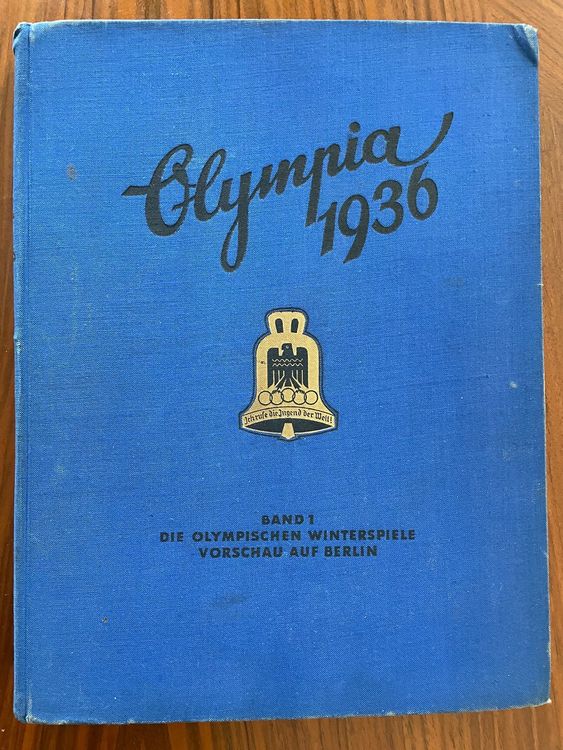 Olympia
1936
Ich rufe die Jugend der Welt!
BAND 1
DIE OLYMPISCHEN WINTERSPIELE
VORSCHAU AUF BERLIN